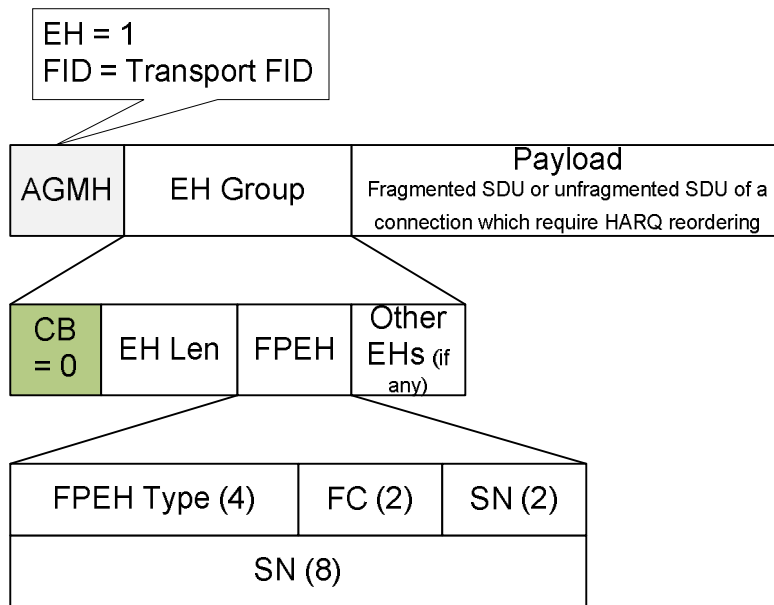 EH = 1
FID = Transport FID
AGMH
EH Group
Payload
Fragmented SDU or unfragmented SDU of a
connection which require HARQ reordering
CB
= 0
EH Len
FPEH
Other
EHs (if
any)
FPEH Type (4)
FC (2)
SN (2)
SN (8)